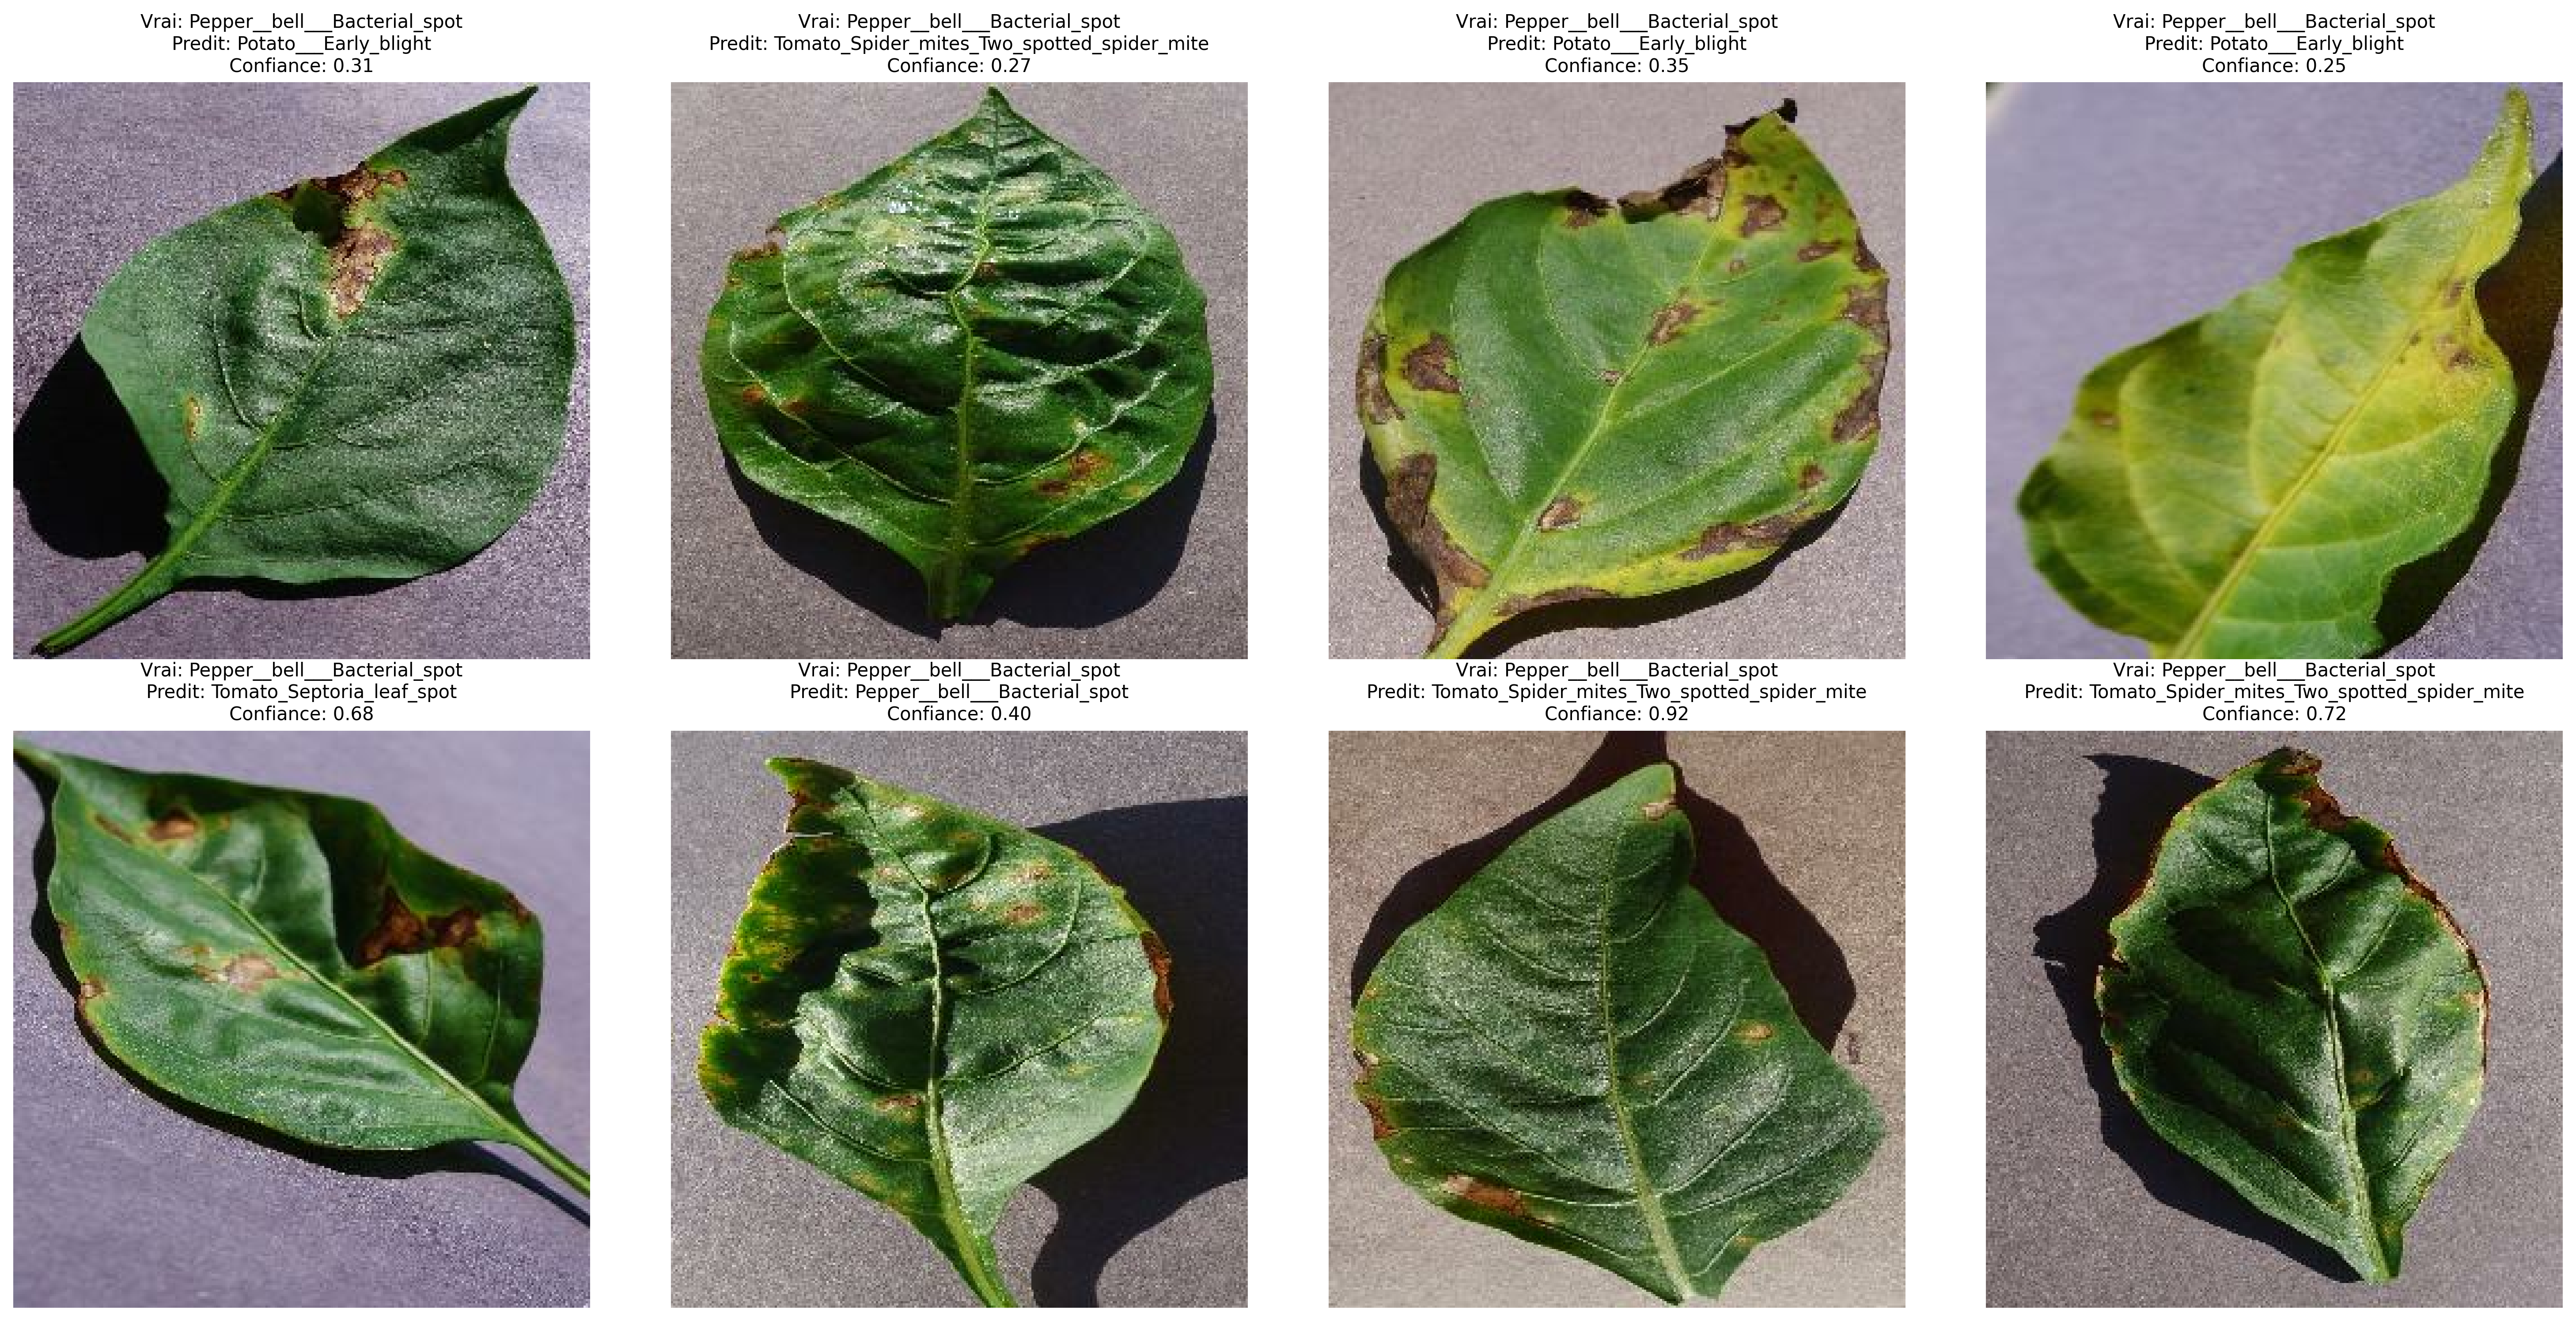 Vrai: Pepper__bell___Bacterial_spot
Predit: Potato___Early_blight
Confiance: 0.31
Vrai: Pepper__bell___Bacterial_spot
Predit: Tomato_Spider_mites_Two_spotted_spider_mite
Confiance: 0.27
Vrai: Pepper__bell___Bacterial_spot
Predit: Potato___Early_blight
Confiance: 0.35
Vrai: Pepper__bell___Bacterial_spot
Predit: Potato___Early_blight
Confiance: 0.25
Vrai: Pepper__bell___Bacterial_spot
Predit: Tomato_Septoria_leaf_spot
Confiance: 0.68
Vrai: Pepper__bell___Bacterial_spot
Predit: Pepper__bell___Bacterial_spot
Confiance: 0.40
Vrai: Pepper__bell___Bacterial_spot
Predit: Tomato_Spider_mites_Two_spotted_spider_mite
Confiance: 0.92
Vrai: Pepper__bell___Bacterial_spot
Predit: Tomato_Spider_mites_Two_spotted_spider_mite
Confiance: 0.72